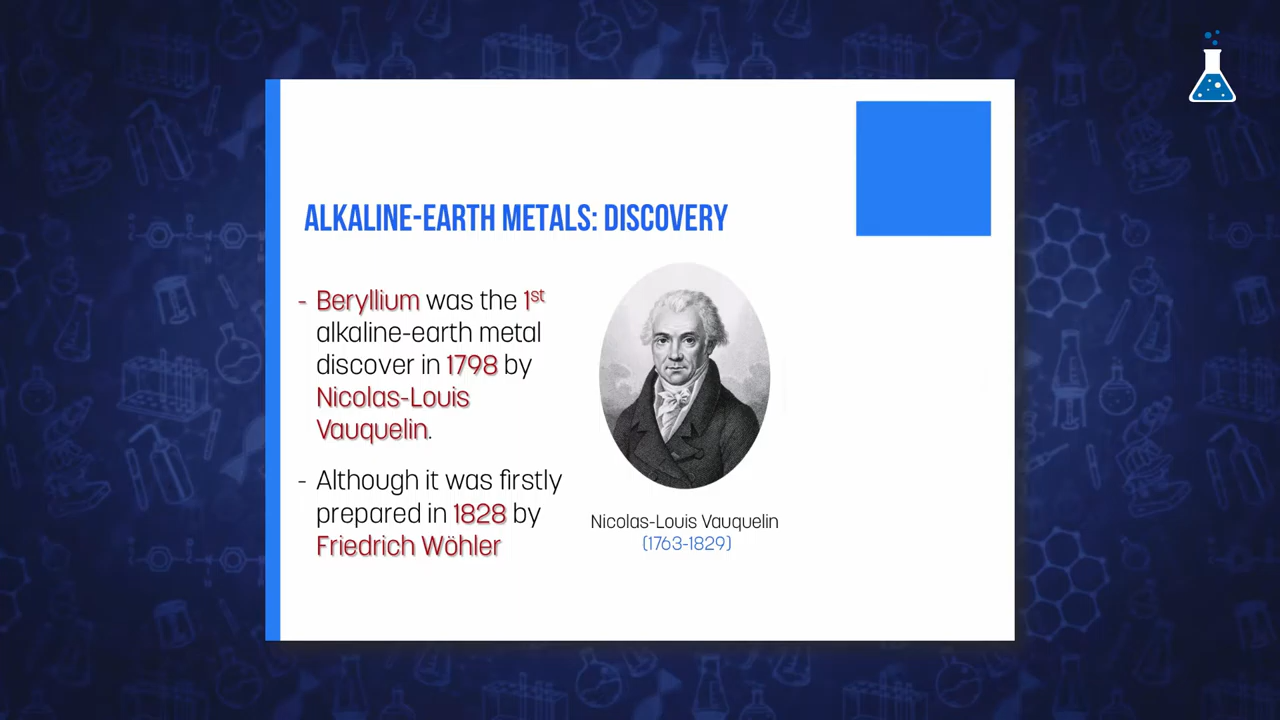 ALKALINE-EARTH METALS: DISCOVERY
- Beryllium was the 1st
alkaline-earth metal
discover in 1798 by
Nicolas-Louis
Vauquelin.
- Although it was firstly
prepared in 1828 by
Friedrich Wöhler
Nicolas-Louis Vauquelin
(1763-1829)